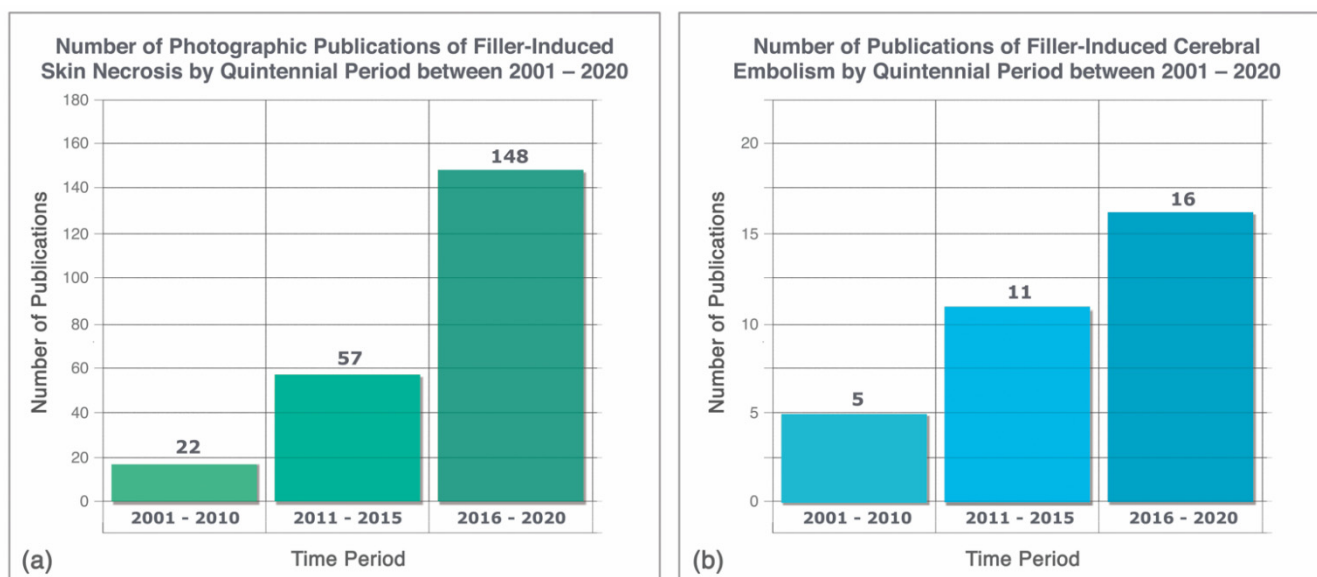 Number of Photographic Publications of Filler-Induced
Skin Necrosis by Quintennial Period between 2001 – 2020
Number of Publications
180
160
140
120
100
80
60
40
20
0
22
57
148
2001 - 2010
2011 - 2015
2016 - 2020
Time Period
(a)
Number of Publications of Filler-Induced Cerebral
Embolism by Quintennial Period between 2001 – 2020
Number of Publications
20
15
10
5
0
5
11
16
2001 - 2010
2011 - 2015
2016 - 2020
Time Period
(b)